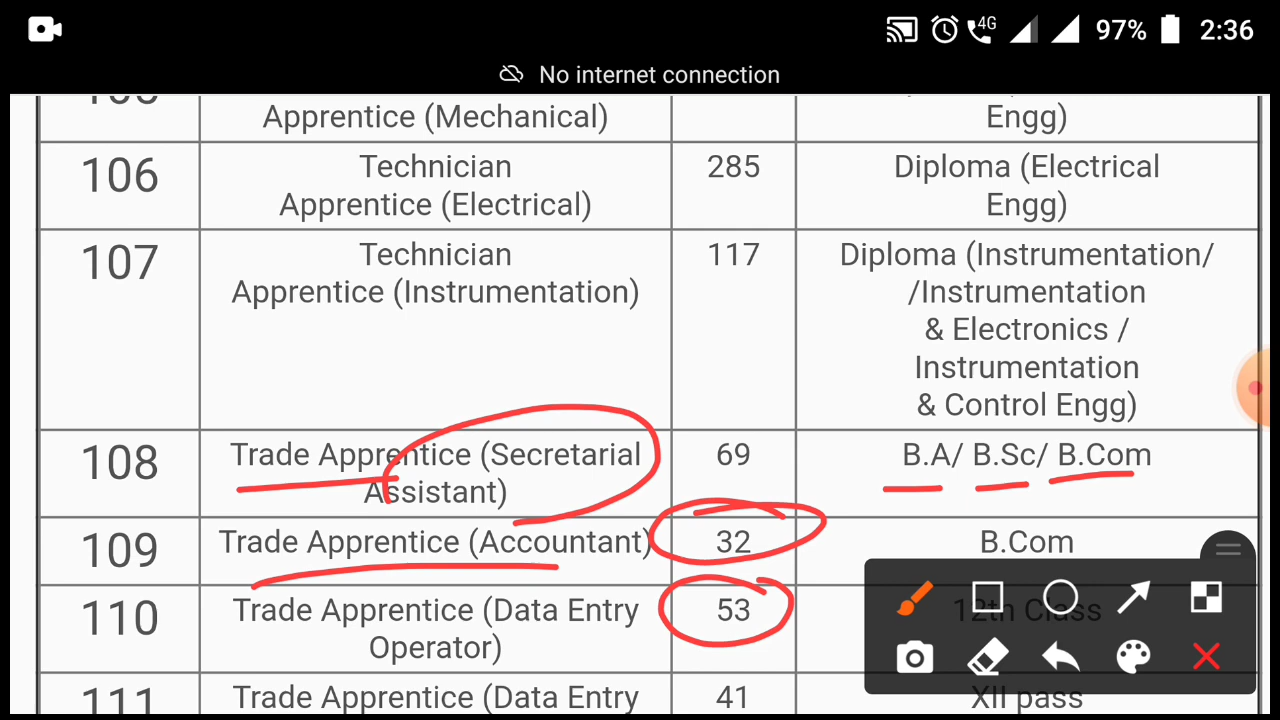 4G 97% 2:36
No internet connection
Apprentice (Mechanical) Engg)
106 Technician 285 Diploma (Electrical
Apprentice (Electrical) Engg)
107 Technician 117 Diploma (Instrumentation/
Apprentice (Instrumentation) /Instrumentation
& Electronics /
Instrumentation
& Control Engg)
108 Trade Apprentice (Secretarial 69 B.A/ B.Sc/ B.Com
Assistant)
109 Trade Apprentice (Accountant) 32 B.Com
110 Trade Apprentice (Data Entry 53 12th Class
Operator)
111 Trade Apprentice (Data Entry 41 XII pass